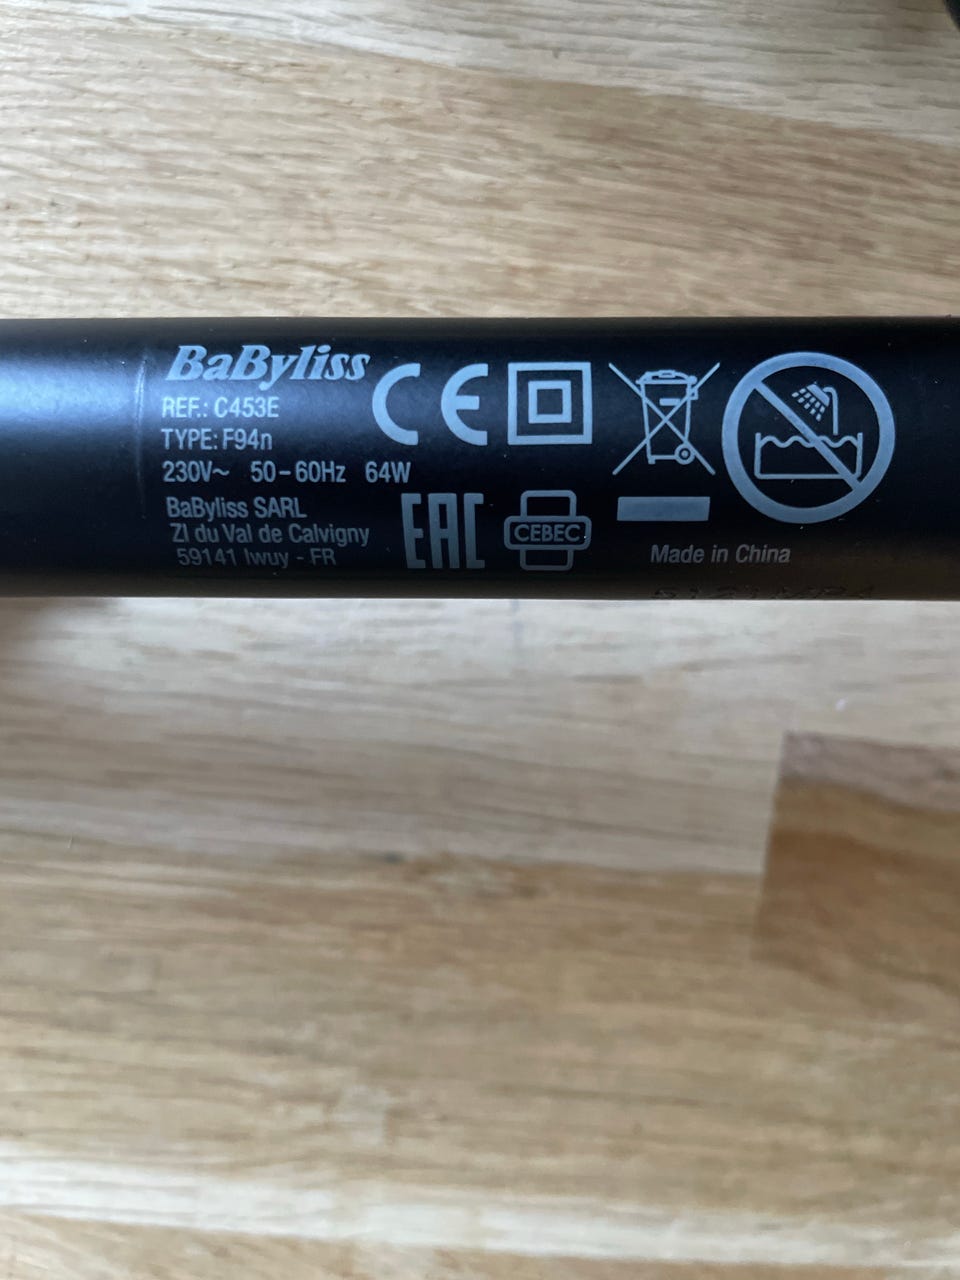 BaByliss
REF.: C453E
TYPE: F94n
230V~ 50-60Hz 64W
BaByliss SARL
ZI du Val de Calvigny
59141 Iwuy - FR
CE
EAC
CEBEC
Made in China